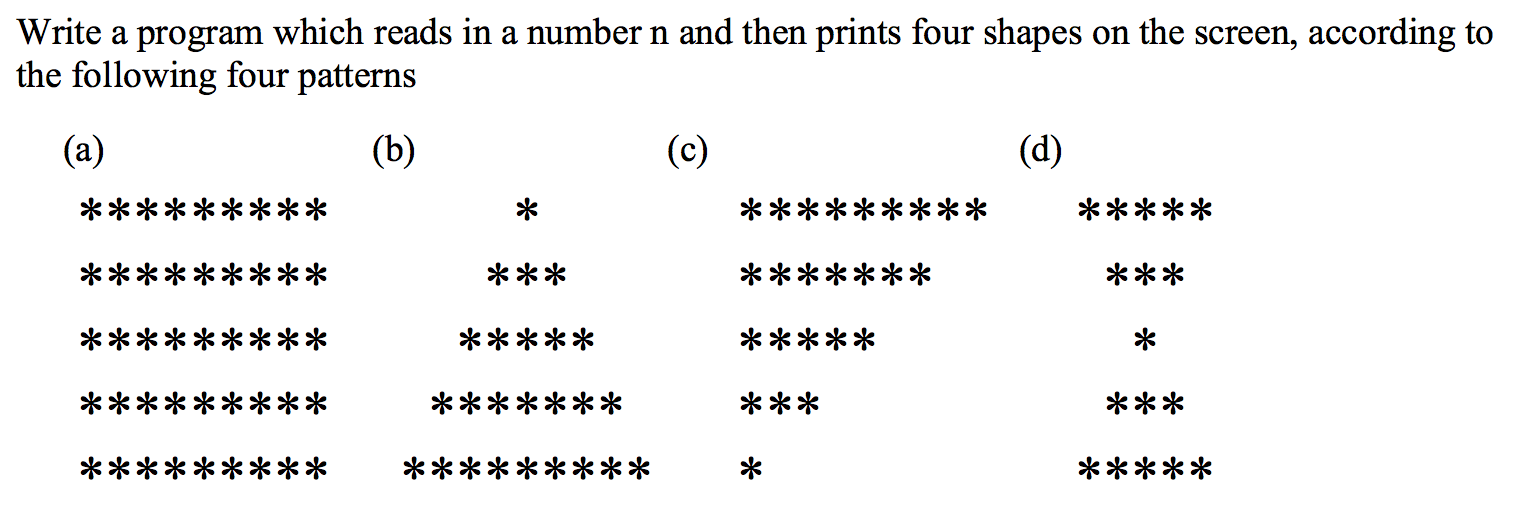 Write a program which reads in a number n and then prints four shapes on the screen, according to
the following four patterns
(a) (b) (c) (d)
********* * ********* *****
********* *** ******* ***
********* ***** ***** *
********* ******* *** ***
********* ********* * *****